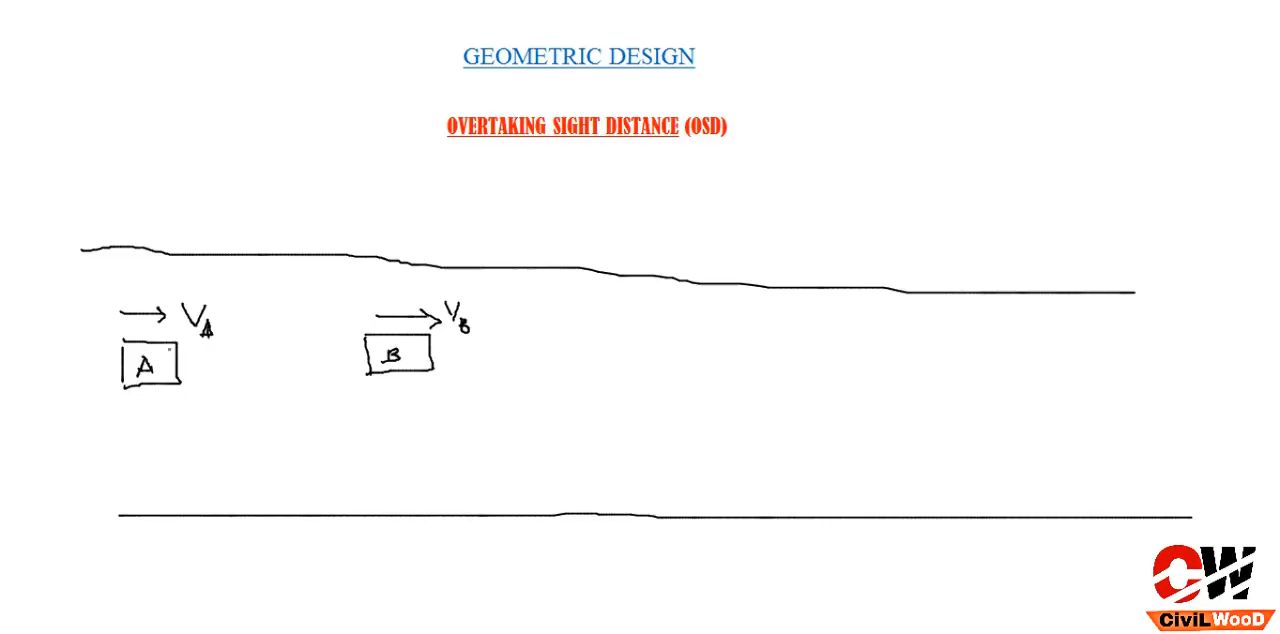 GEOMETRIC DESIGN
OVERTAKING SIGHT DISTANCE (OSD)
VA
VB
A
B
CW
CiviL WooD